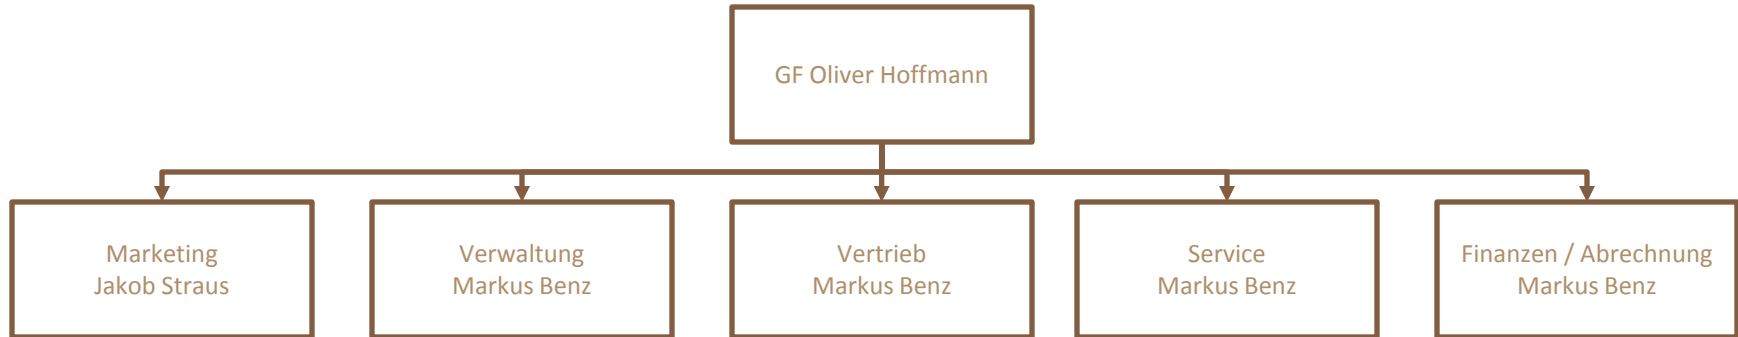 GF Oliver Hoffmann
Marketing
Jakob Straus
Verwaltung
Markus Benz
Vertrieb
Markus Benz
Service
Markus Benz
Finanzen / Abrechnung
Markus Benz